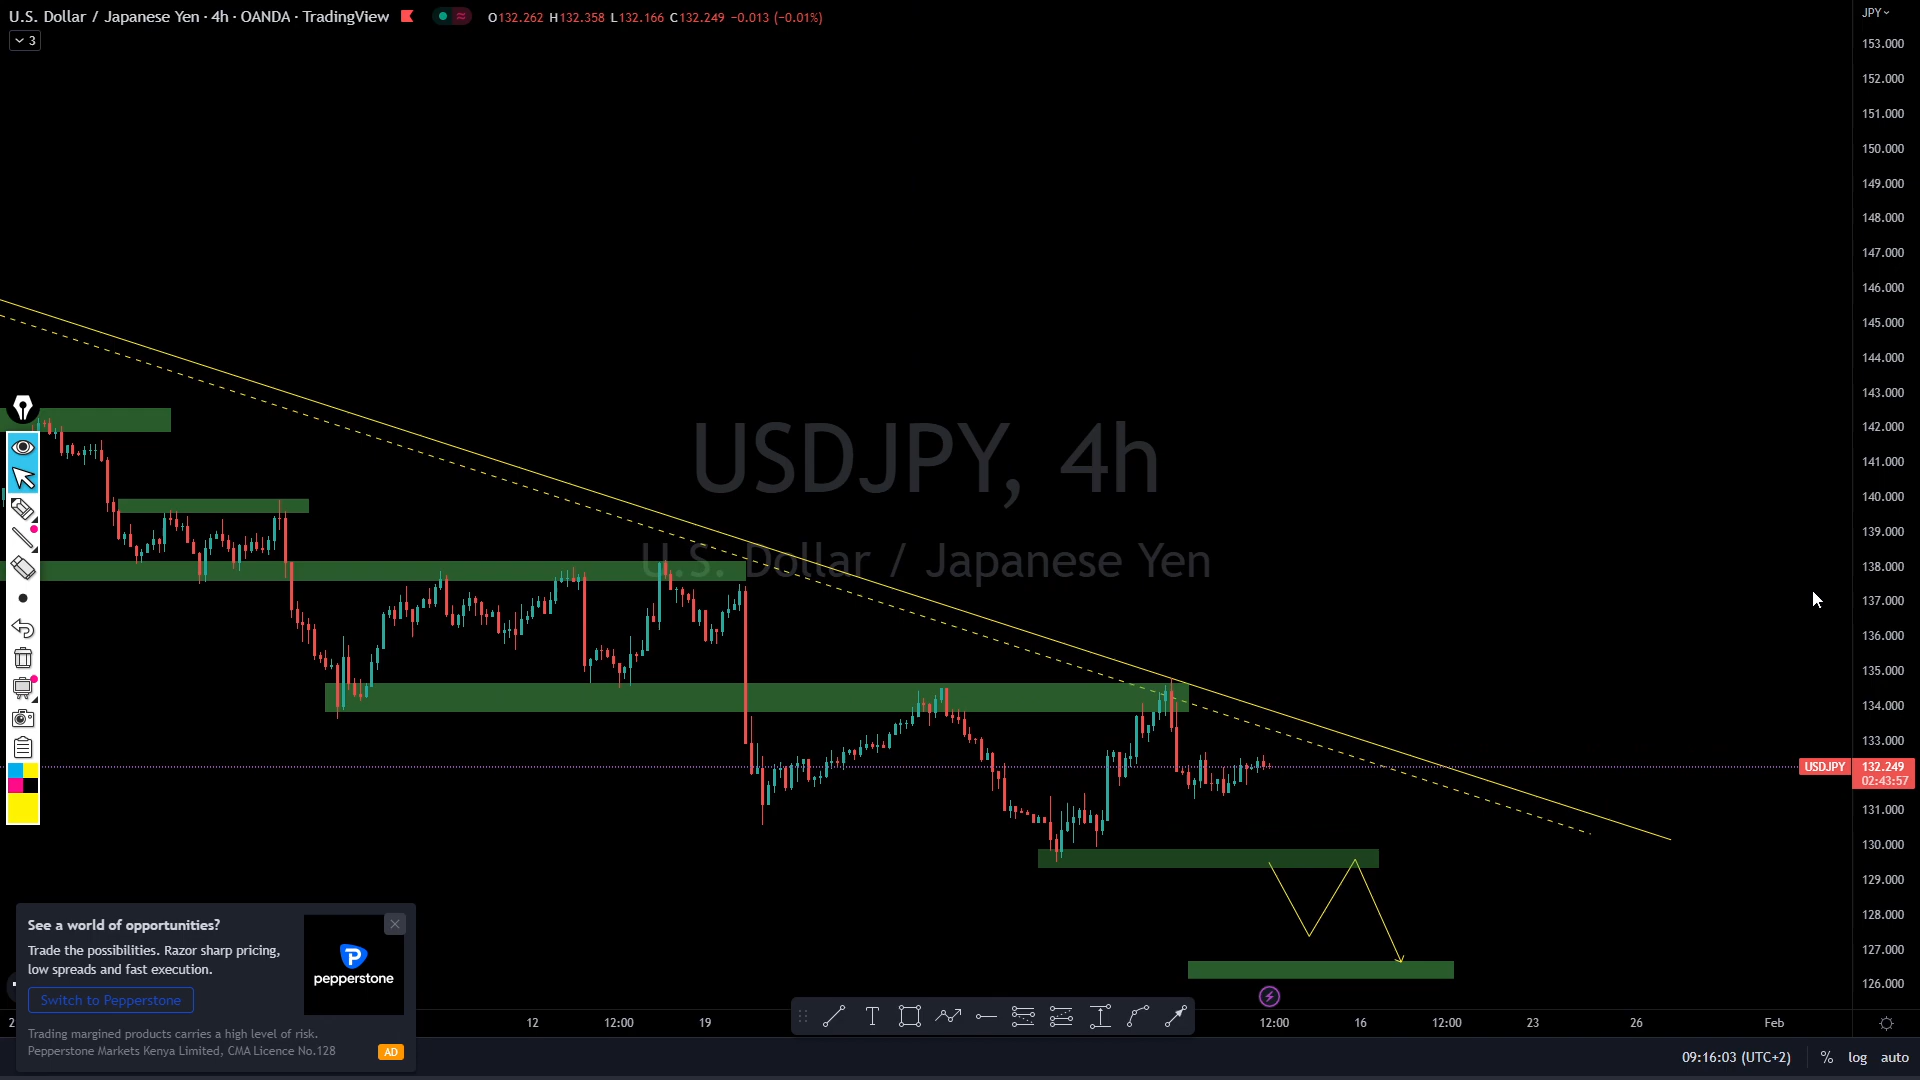 U.S. Dollar / Japanese Yen · 4h · OANDA · TradingView
O132.262 H132.358 L132.166 C132.249 −0.013 (−0.01%)
3
JPY
153.000
152.000
151.000
150.000
149.000
148.000
147.000
146.000
145.000
144.000
143.000
142.000
141.000
140.000
139.000
138.000
137.000
136.000
135.000
134.000
133.000
USDJPY 132.249
02:43:57
131.000
130.000
129.000
128.000
127.000
126.000
USDJPY, 4h
U.S. Dollar / Japanese Yen
See a world of opportunities?
Trade the possibilities. Razor sharp pricing,
low spreads and fast execution.
Switch to Pepperstone
pepperstone
Trading margined products carries a high level of risk.
Pepperstone Markets Kenya Limited, CMA Licence No.128
AD
12 12:00 19 12:00 16 12:00 23 26 Feb
09:16:03 (UTC+2) % log auto